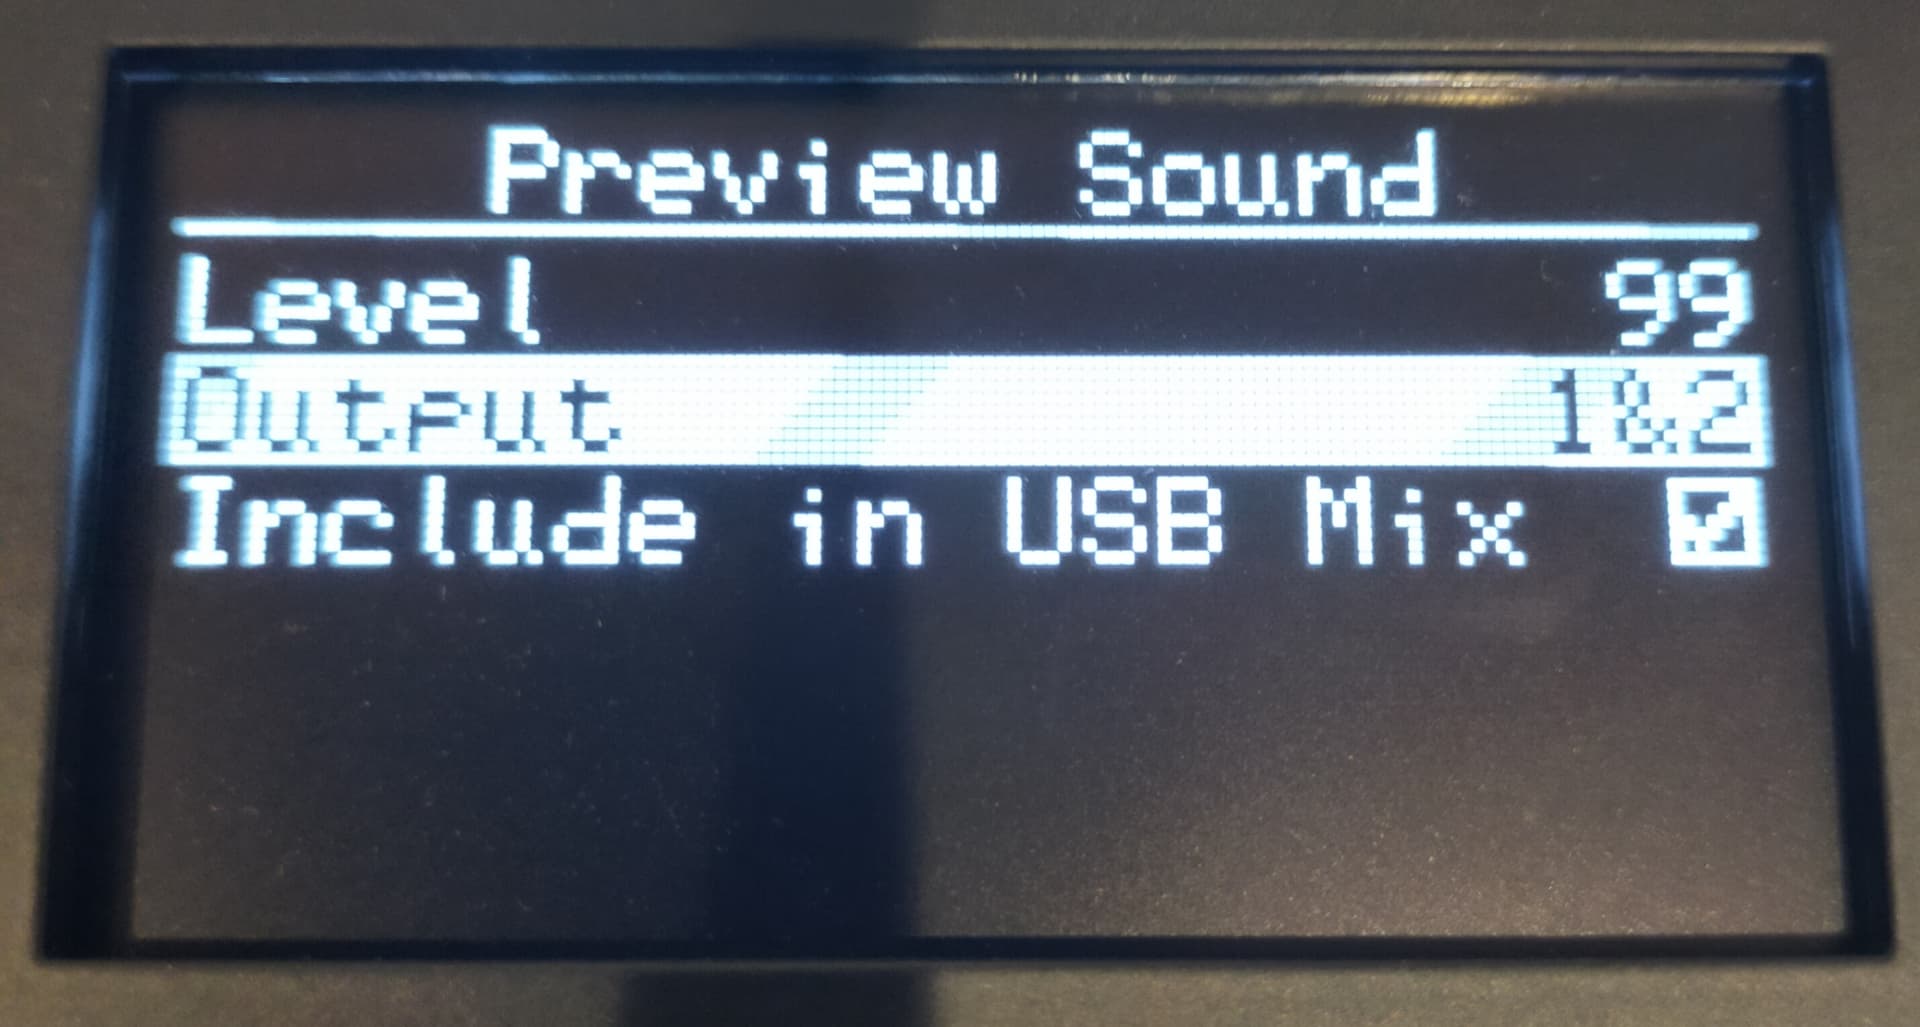 Preview Sound
Level 99
Output 1&2
Include in USB Mix